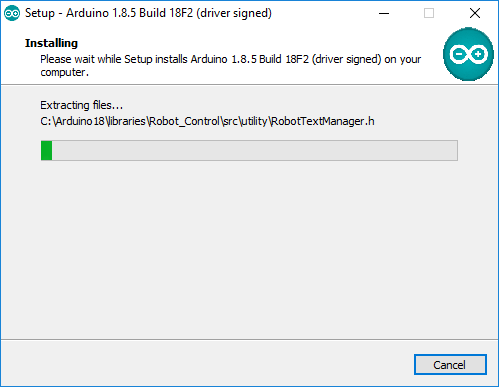 Setup - Arduino 1.8.5 Build 18F2 (driver signed)
Installing
Please wait while Setup installs Arduino 1.8.5 Build 18F2 (driver signed) on your
computer.
Extracting files...
C:\Arduino18\libraries\Robot_Control\src\utility\RobotTextManager.h
Cancel